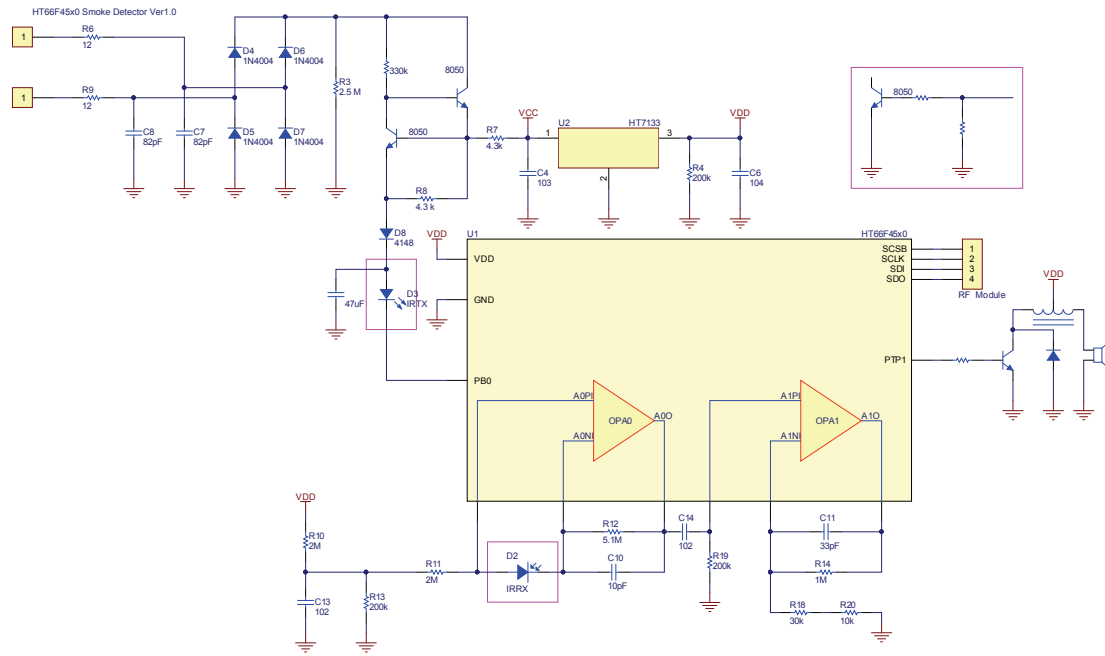 HT66F45x0 Smoke Detector Ver1.0
1
R6
12
1
R9
12
C8
82pF
C7
82pF
D4
1N4004
D6
1N4004
D5
1N4004
D7
1N4004
R3
2.5 M
330k
8050
8050
R7
4.3k
R8
4.3 k
VCC
C4
103
U2
HT7133
1
3
2
R4
200k
VDD
C6
104
8050
D8
4148
47uF
D3
IRTX
VDD
U1
HT66F45x0
VDD
GND
PB0
SCSB
SCLK
SDI
SDO
1
2
3
4
RF Module
PTP1
VDD
A0PI
A0NI
OPA0
A0O
A1PI
A1NI
OPA1
A1O
VDD
R10
2M
C13
102
R13
200k
R11
2M
D2
IRRX
R12
5.1M
C10
10pF
C14
102
R19
200k
C11
33pF
R14
1M
R18
30k
R20
10k